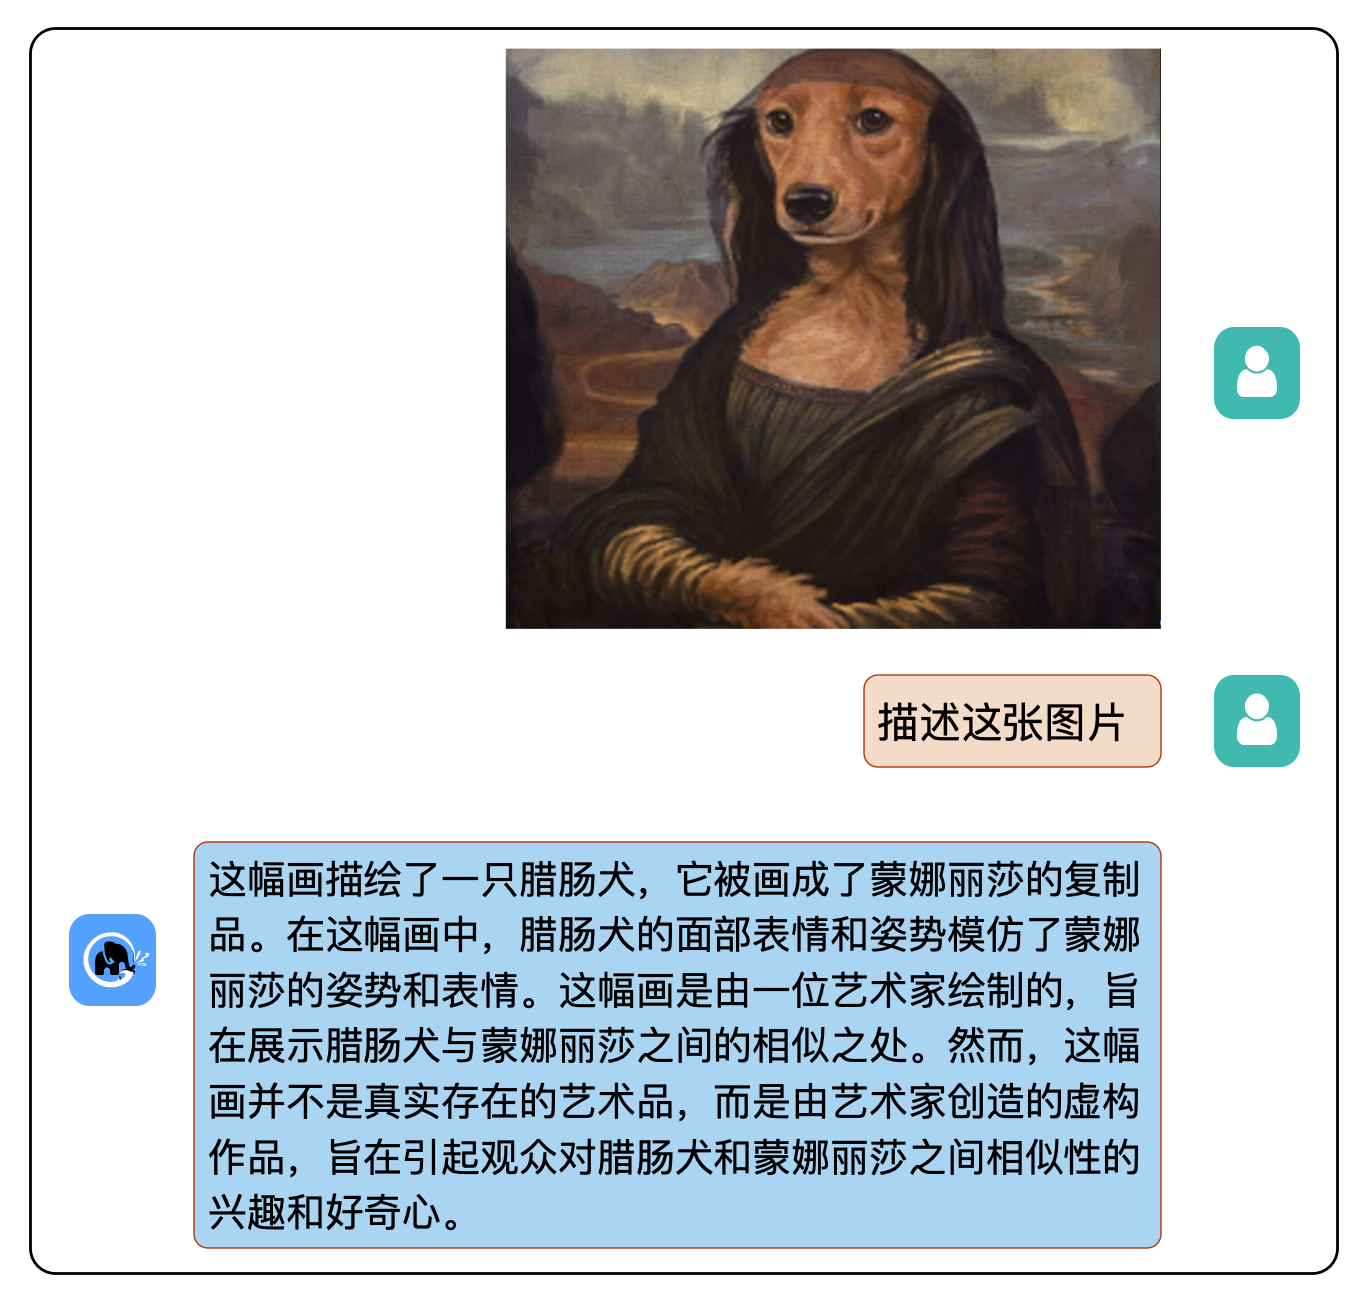 描述这张图片
这幅画描绘了一只腊肠犬，它被画成了蒙娜丽莎的复制
品。在这幅画中，腊肠犬的面部表情和姿势模仿了蒙娜
丽莎的姿势和表情。这幅画是由一位艺术家绘制的，旨
在展示腊肠犬与蒙娜丽莎之间的相似之处。然而，这幅
画并不是真实存在的艺术品，而是由艺术家创造的虚构
作品，旨在引起观众对腊肠犬和蒙娜丽莎之间相似性的
兴趣和好奇心。